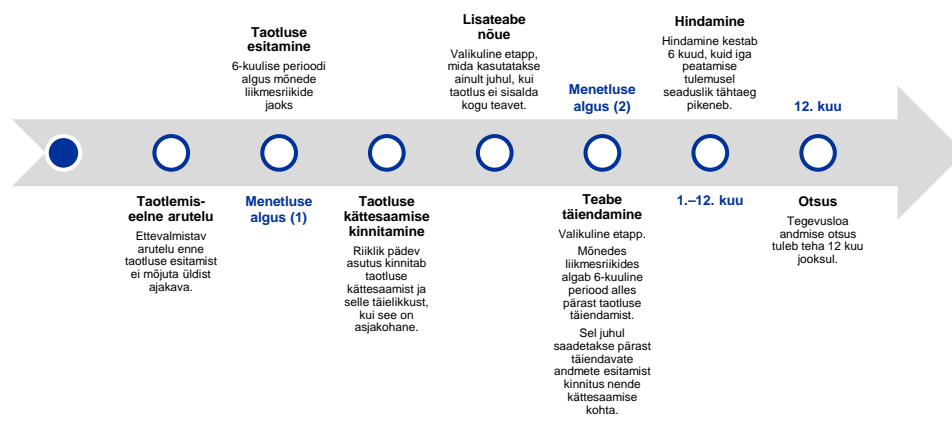 Taotlemis-
eelne arutelu
Ettevalmistav
arutelu enne
taotluse esitamist
ei mõjuta üldist
ajakava.
Taotluse
esitamine
6-kuulise perioodi
algus mõnede
liikmesriikide
jaoks
Menetluse
algus (1)
Taotluse
kättesaamise
kinnitamine
Riiklik pädev
asutus kinnitab
taotluse
kättesaamist ja
selle täielikkust,
kui see on
asjakohane.
Lisateabe
nõue
Valikuline etapp,
mida kasutatakse
ainult juhul, kui
taotlus ei sisalda
kogu teavet.
Menetluse
algus (2)
Teabe
täiendamine
Valikuline etapp.
Mõnedes
liikmesriikides
algab 6-kuuline
periood alles
pärast taotluse
täiendamist.
Sel juhul
saadetakse pärast
täiendavate
andmete esitamist
kinnitus nende
kättesaamise
kohta.
Hindamine
Hindamine kestab
6 kuud, kuid iga
peatamise
tulemusel
seaduslik tähtaeg
pikeneb.
1.–12. kuu
12. kuu
Otsus
Tegevusloa
andmise otsus
tuleb teha 12 kuu
jooksul.